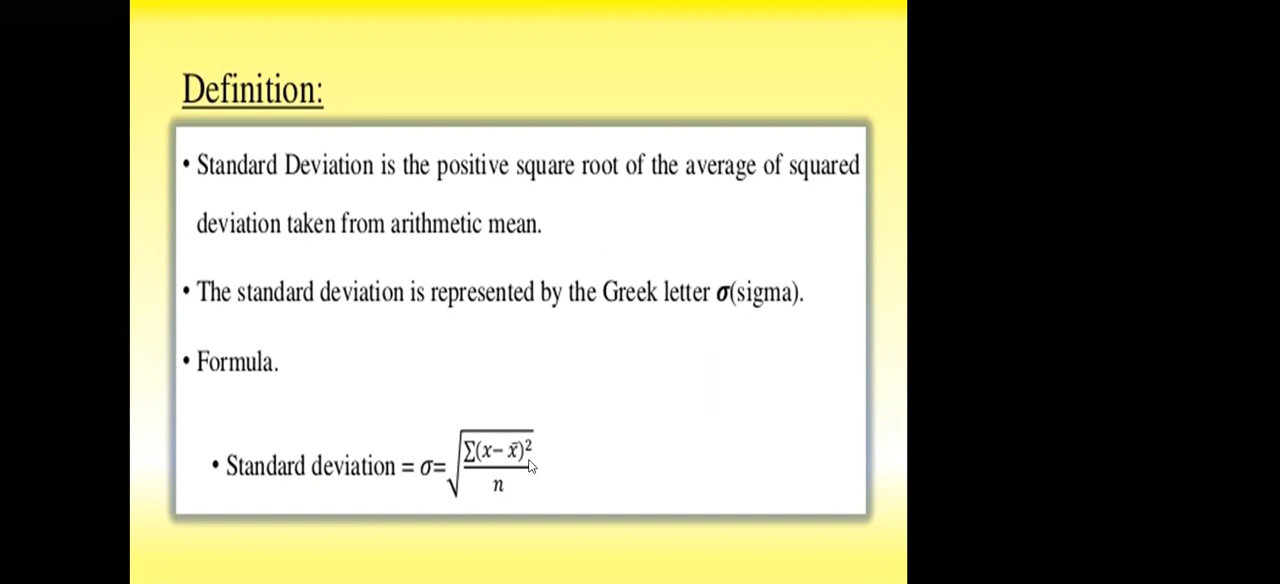 Definition:
• Standard Deviation is the positive square root of the average of squared
deviation taken from arithmetic mean.
• The standard deviation is represented by the Greek letter σ(sigma).
• Formula.
• Standard deviation = σ= √(∑(x− x̄)²/n)